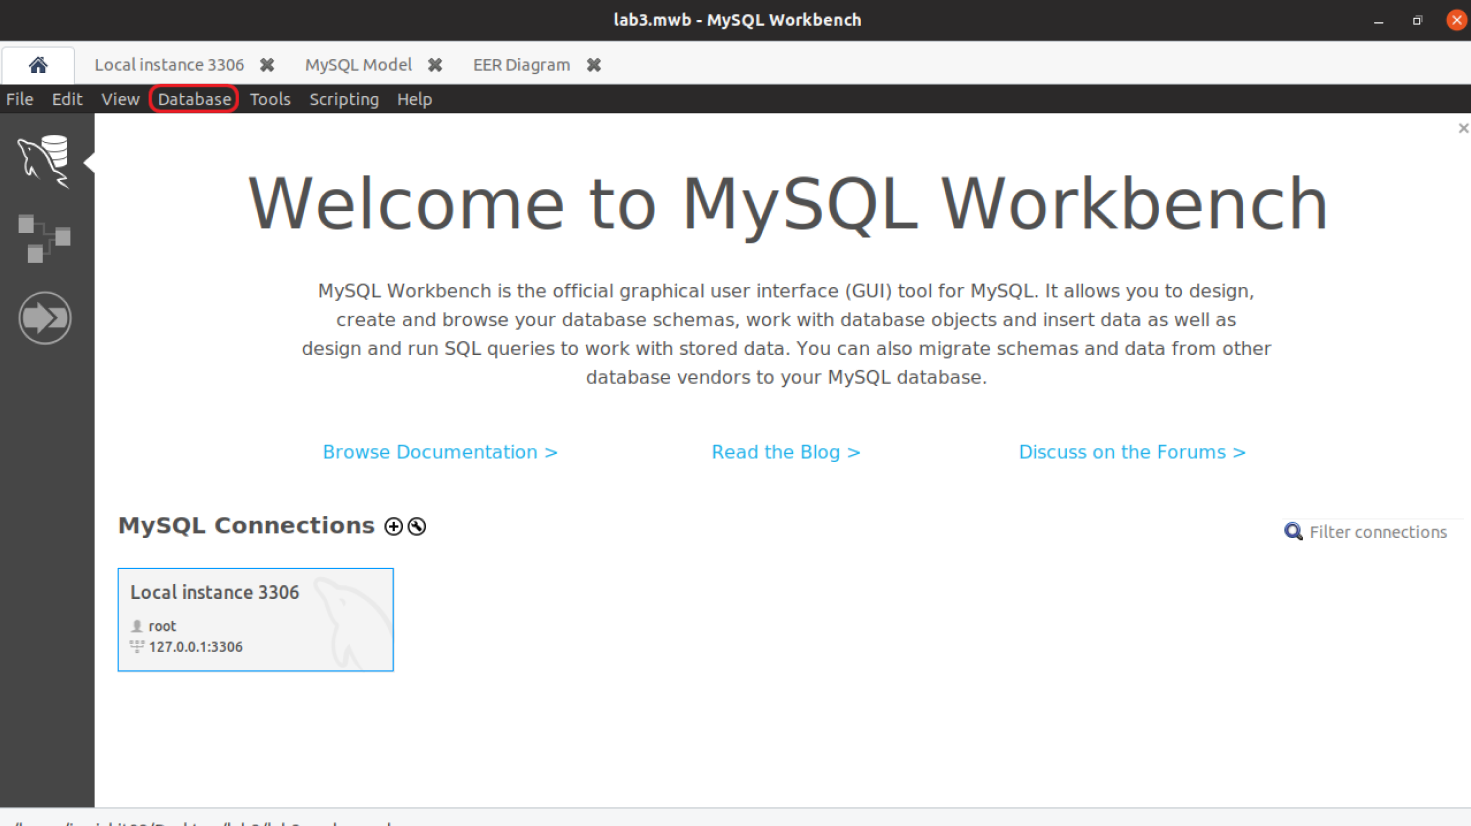 lab3.mwb - MySQL Workbench
Local instance 3306 MySQL Model EER Diagram
File Edit View Database Tools Scripting Help
Welcome to MySQL Workbench
MySQL Workbench is the official graphical user interface (GUI) tool for MySQL. It allows you to design,
create and browse your database schemas, work with database objects and insert data as well as
design and run SQL queries to work with stored data. You can also migrate schemas and data from other
database vendors to your MySQL database.
Browse Documentation > Read the Blog > Discuss on the Forums >
MySQL Connections
Filter connections
Local instance 3306
root
127.0.0.1:3306